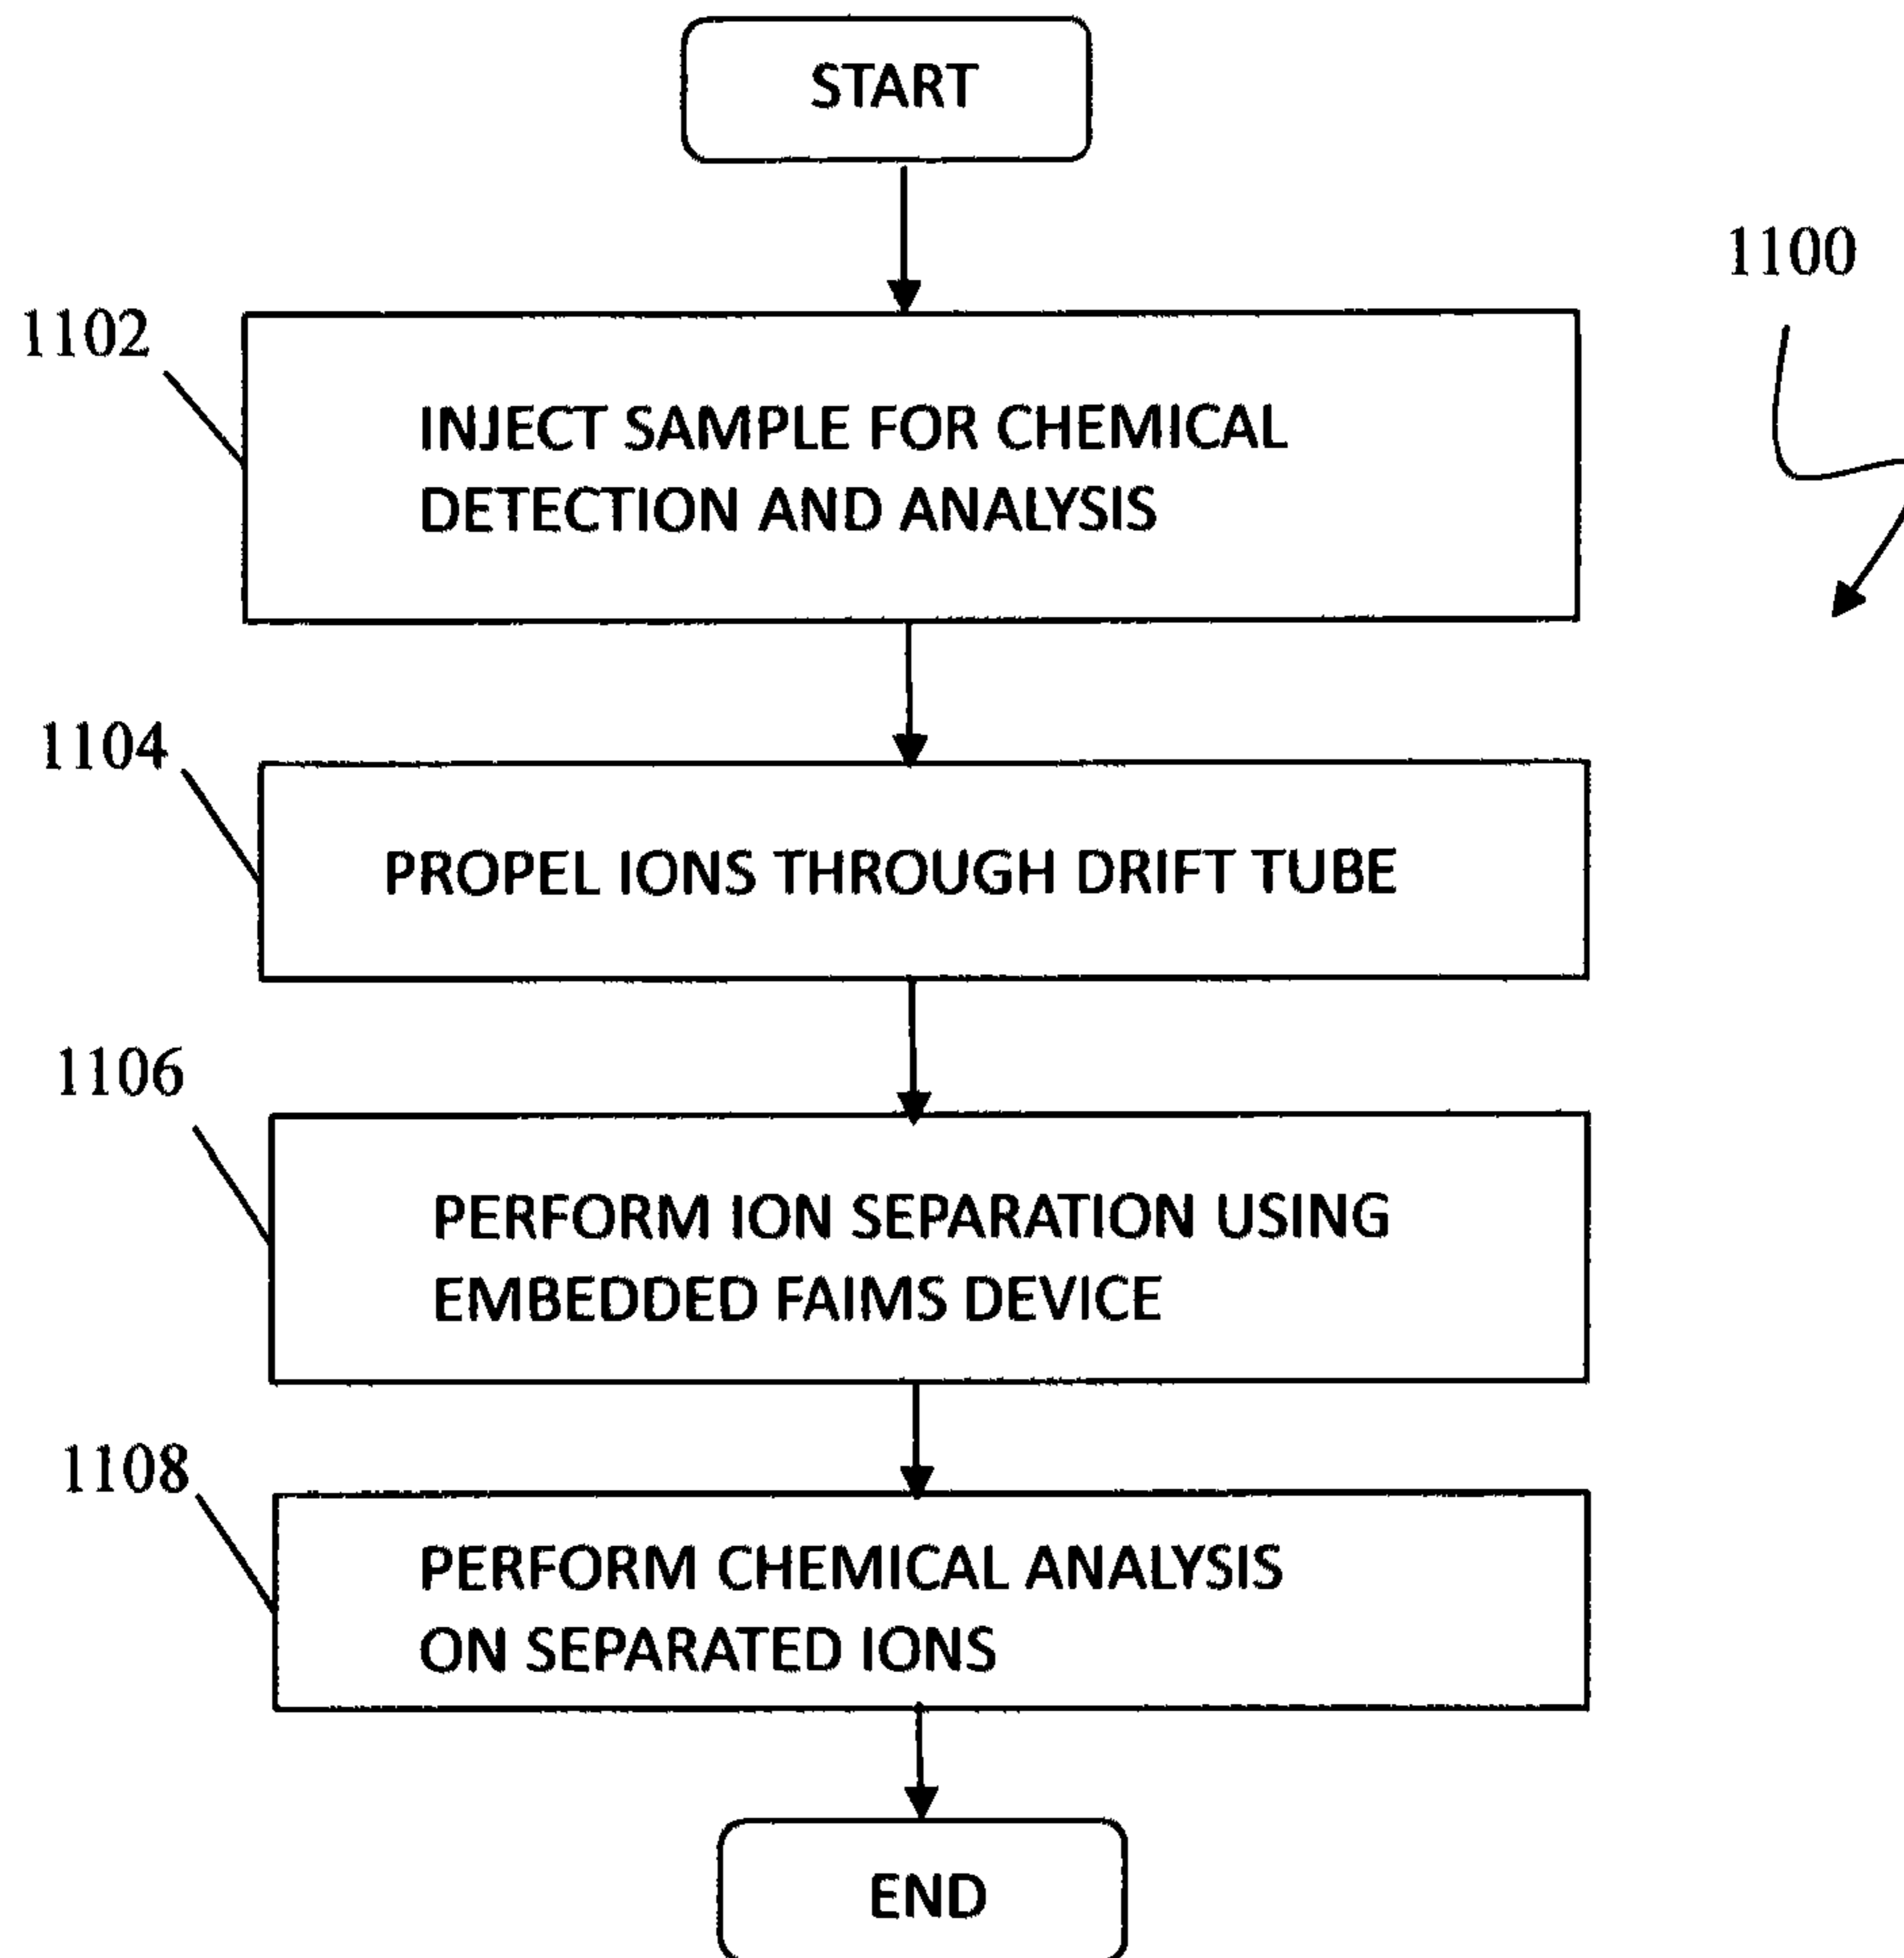 START
1100
1102
INJECT SAMPLE FOR CHEMICAL
DETECTION AND ANALYSIS
1104
PROPEL IONS THROUGH DRIFT TUBE
1106
PERFORM ION SEPARATION USING
EMBEDDED FAIMS DEVICE
1108
PERFORM CHEMICAL ANALYSIS
ON SEPARATED IONS
END